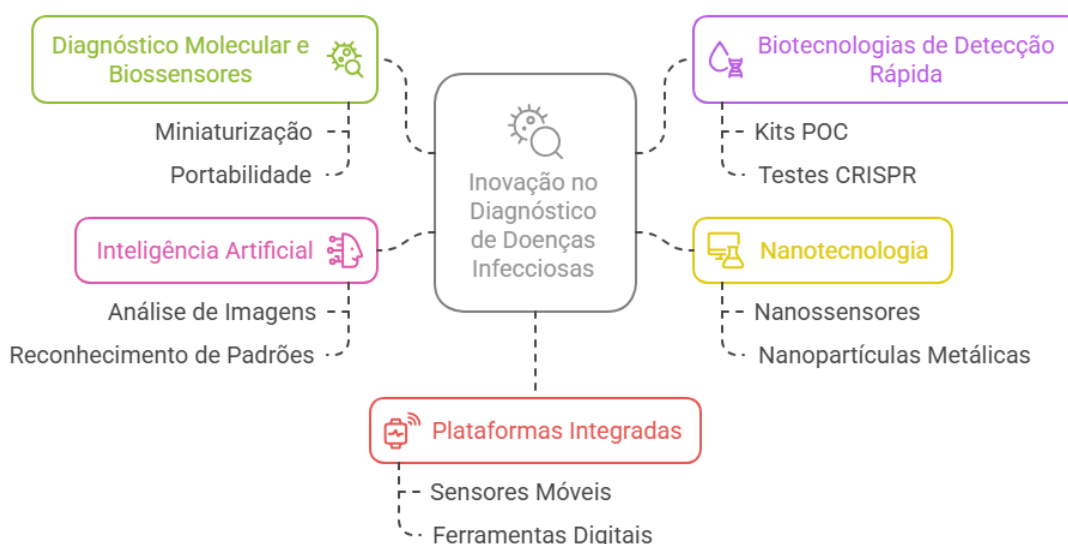 Diagnóstico Molecular e
Biossensores
Miniaturização
Portabilidade
Inteligência Artificial
Análise de Imagens
Reconhecimento de Padrões
Inovação no
Diagnóstico
de Doenças
Infecciosas
Biotecnologias de Detecção
Rápida
Kits POC
Testes CRISPR
Nanotecnologia
Nanossensores
Nanopartículas Metálicas
Plataformas Integradas
Sensores Móveis
Ferramentas Digitais